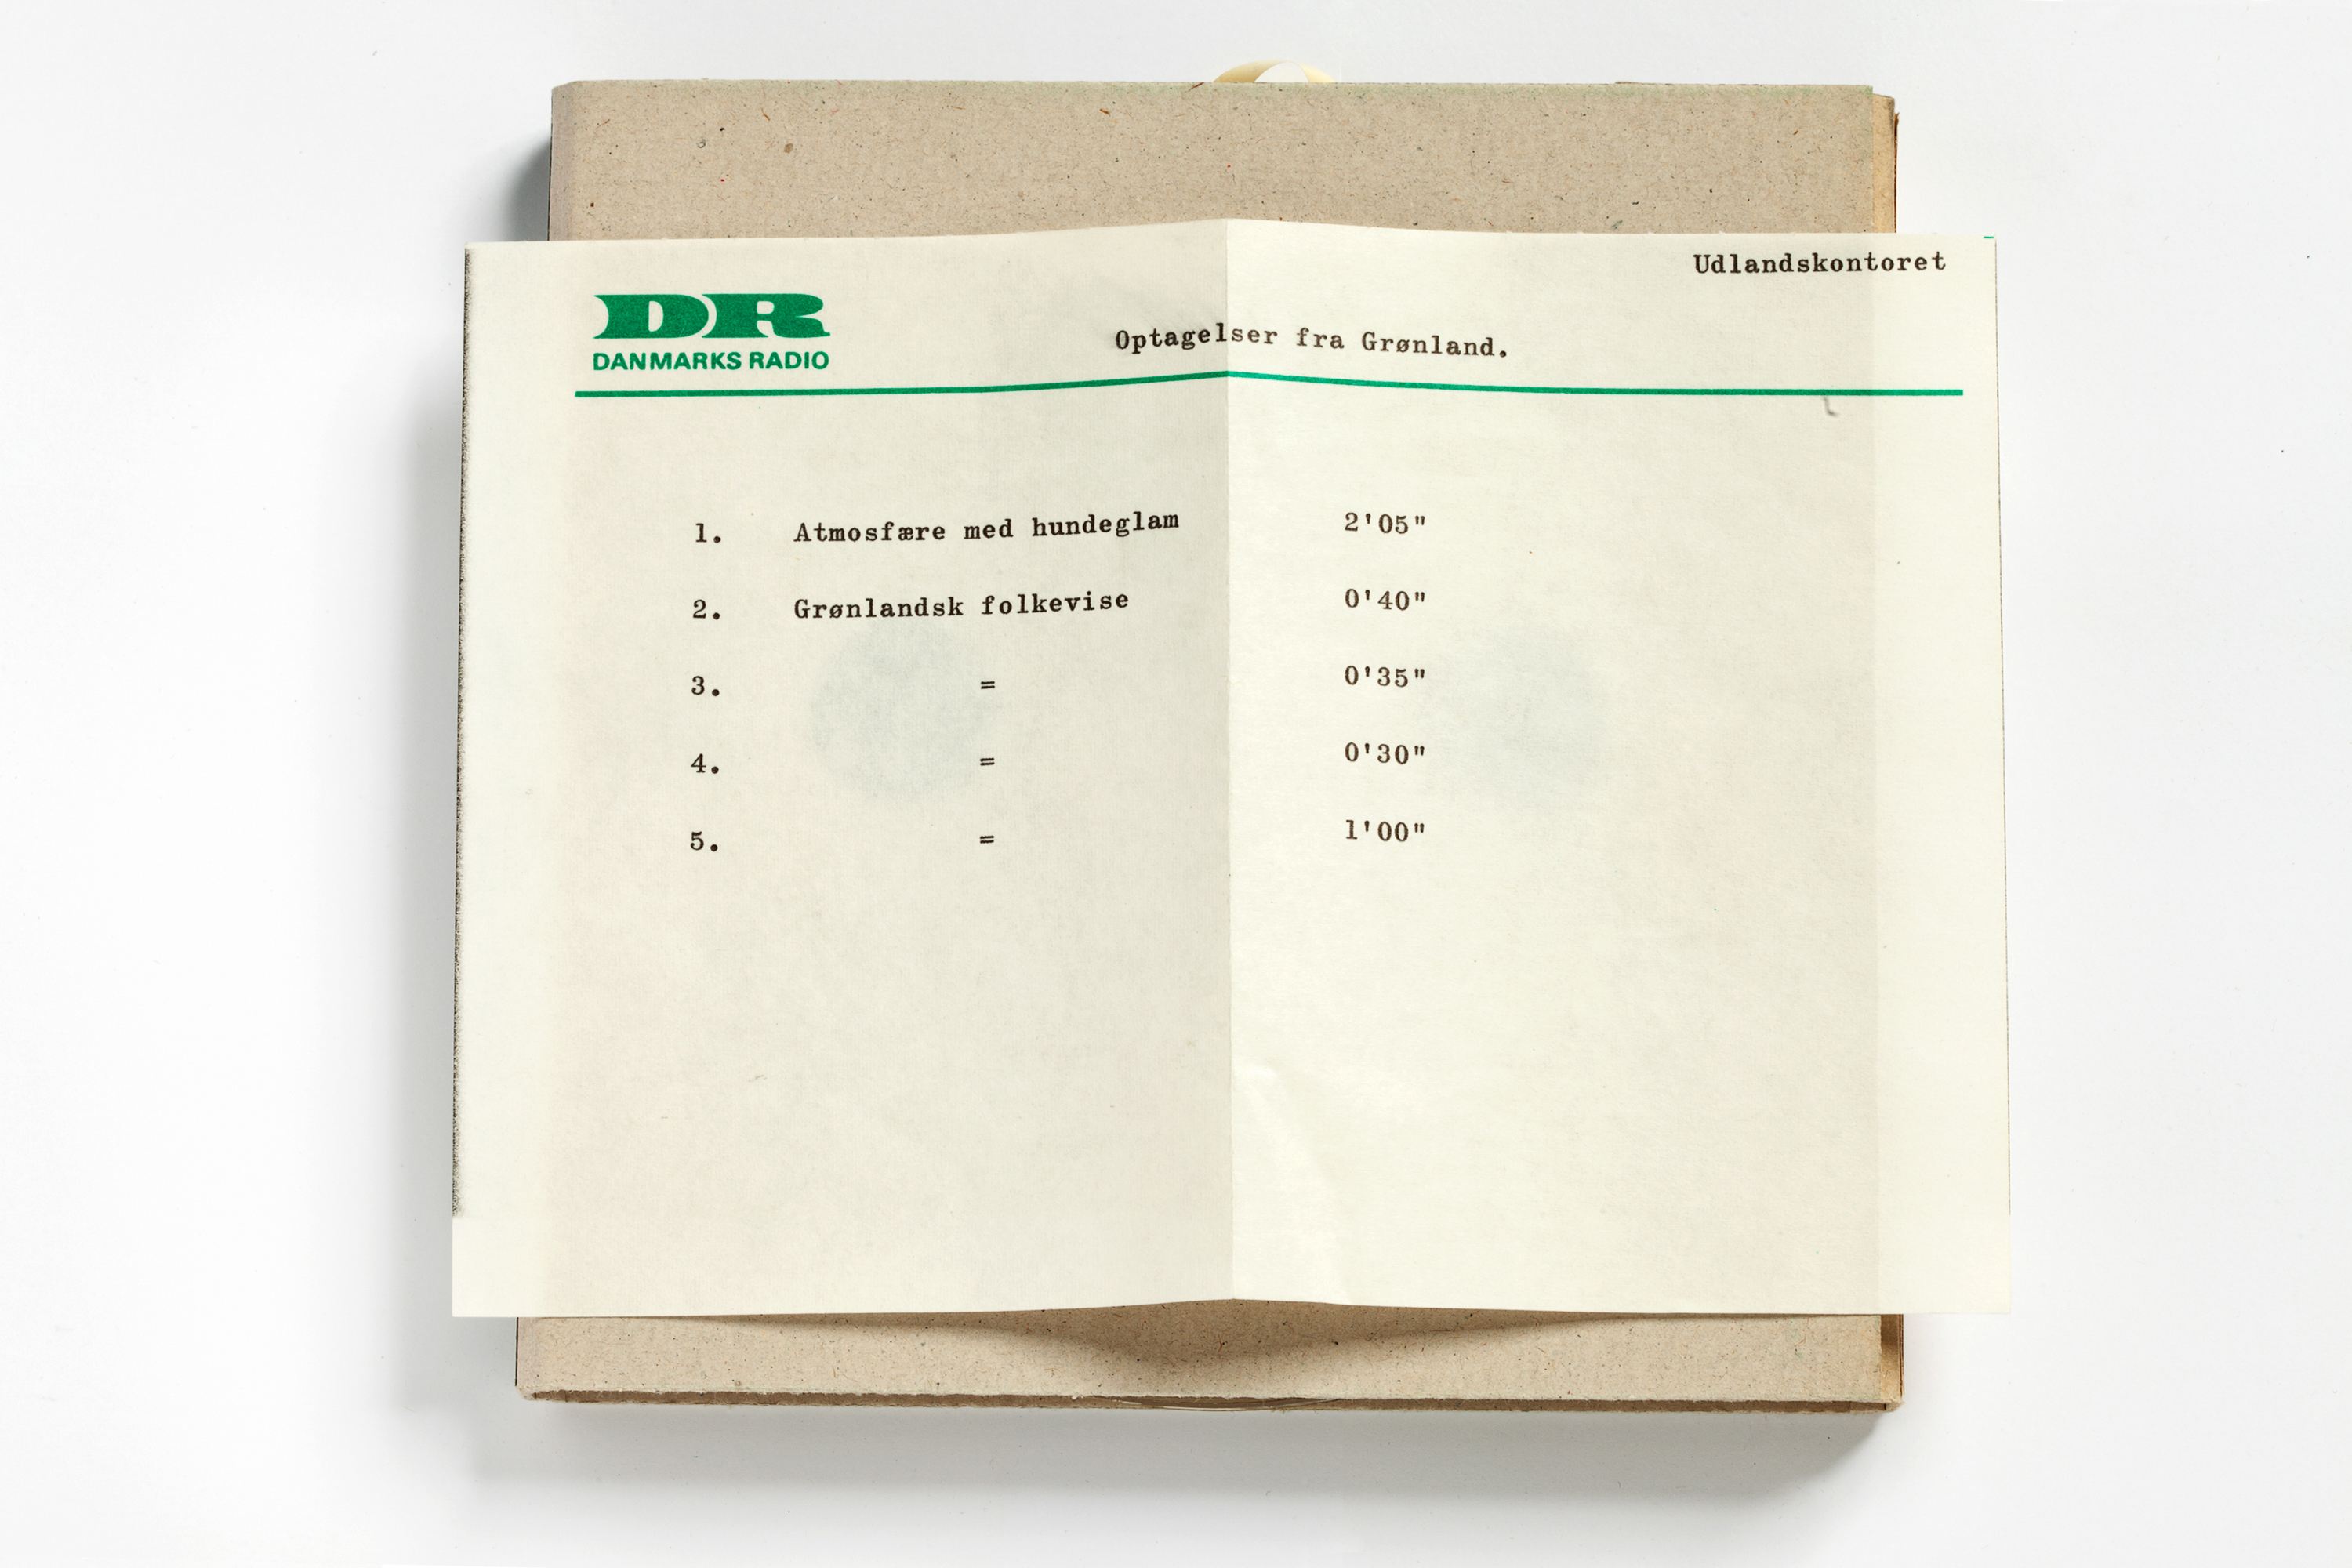 Udlandskontoret
DR
DANMARKS RADIO
Optagelser fra Grønland.
1. Atmosfære med hundeglam 2'05"
2. Grønlandsk folkevise 0'40"
3. = 0'35"
4. = 0'30"
5. = 1'00"